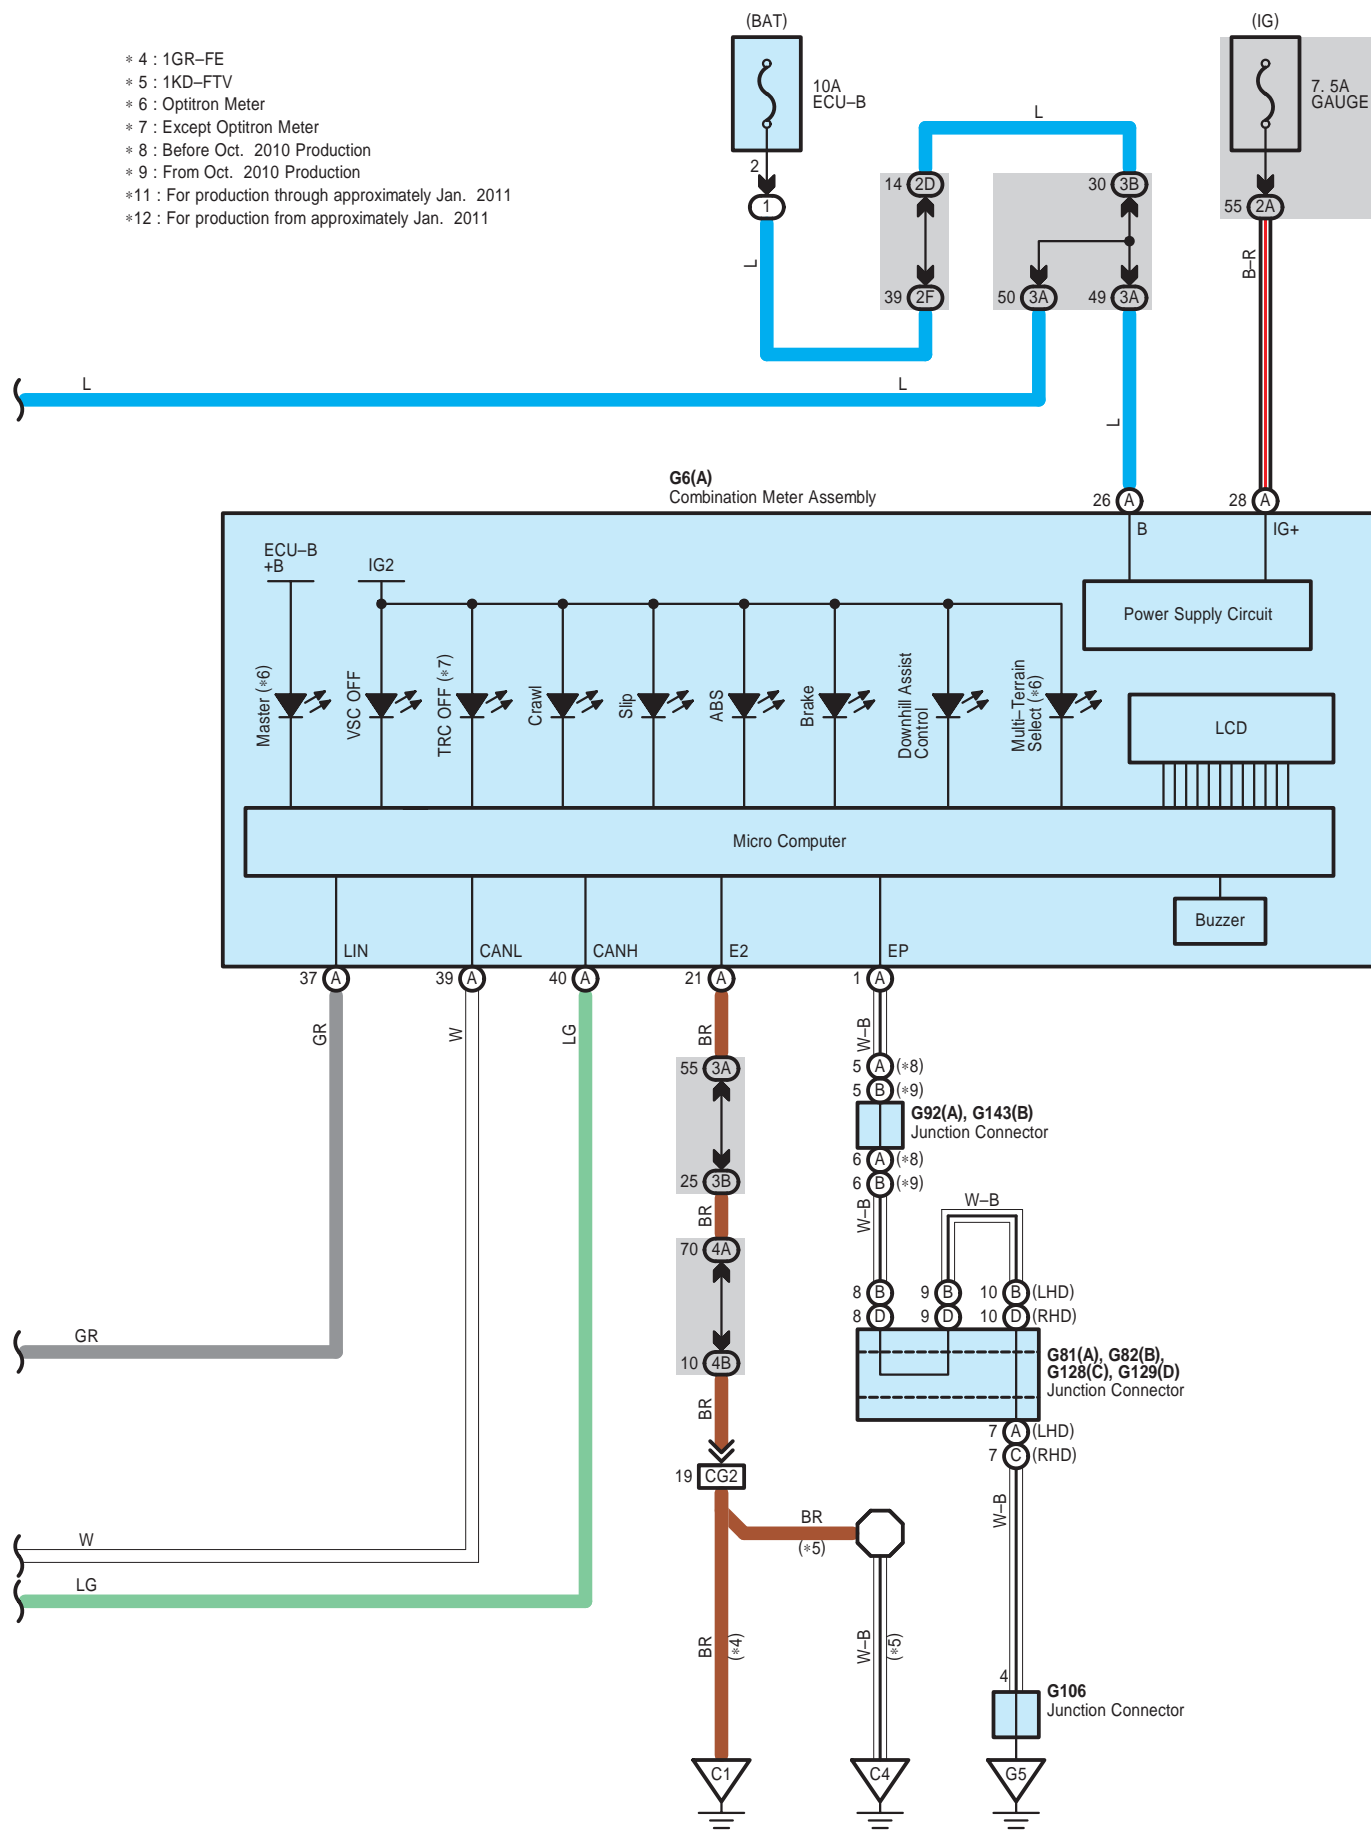 (BAT)
(IG)
∗ 4 : 1GR–FE
∗ 5 : 1KD–FTV
∗ 6 : Optitron Meter
∗ 7 : Except Optitron Meter
∗ 8 : Before Oct. 2010 Production
∗ 9 : From Oct. 2010 Production
∗11 : For production through approximately Jan. 2011
∗12 : For production from approximately Jan. 2011
10A
ECU–B
7. 5A
GAUGE
L
2
1
14 2D
30 3B
55 2A
L
B–R
39 2F
50 3A
49 3A
L
L
L
G6(A)
Combination Meter Assembly
26 A
28 A
B
IG+
ECU–B
+B
IG2
Power Supply Circuit
Master (∗6)
VSC OFF
TRC OFF (∗7)
Crawl
Slip
ABS
Brake
Downhill Assist
Control
Multi–Terrain
Select (∗6)
LCD
Micro Computer
Buzzer
LIN
CANL
CANH
E2
EP
37 A
39 A
40 A
21 A
1 A
GR
W
LG
BR
W–B
55 3A
5 A (∗8)
5 B (∗9)
G92(A), G143(B)
Junction Connector
6 A (∗8)
6 B (∗9)
25 3B
BR
W–B
W–B
70 4A
8 B
9 B
10 B (LHD)
8 D
9 D
10 D (RHD)
GR
10 4B
G81(A), G82(B),
G128(C), G129(D)
Junction Connector
BR
7 A (LHD)
7 C (RHD)
19 CG2
W–B
BR
(∗5)
W
LG
BR
(∗4)
W–B
(∗5)
4
G106
Junction Connector
C1
C4
G5